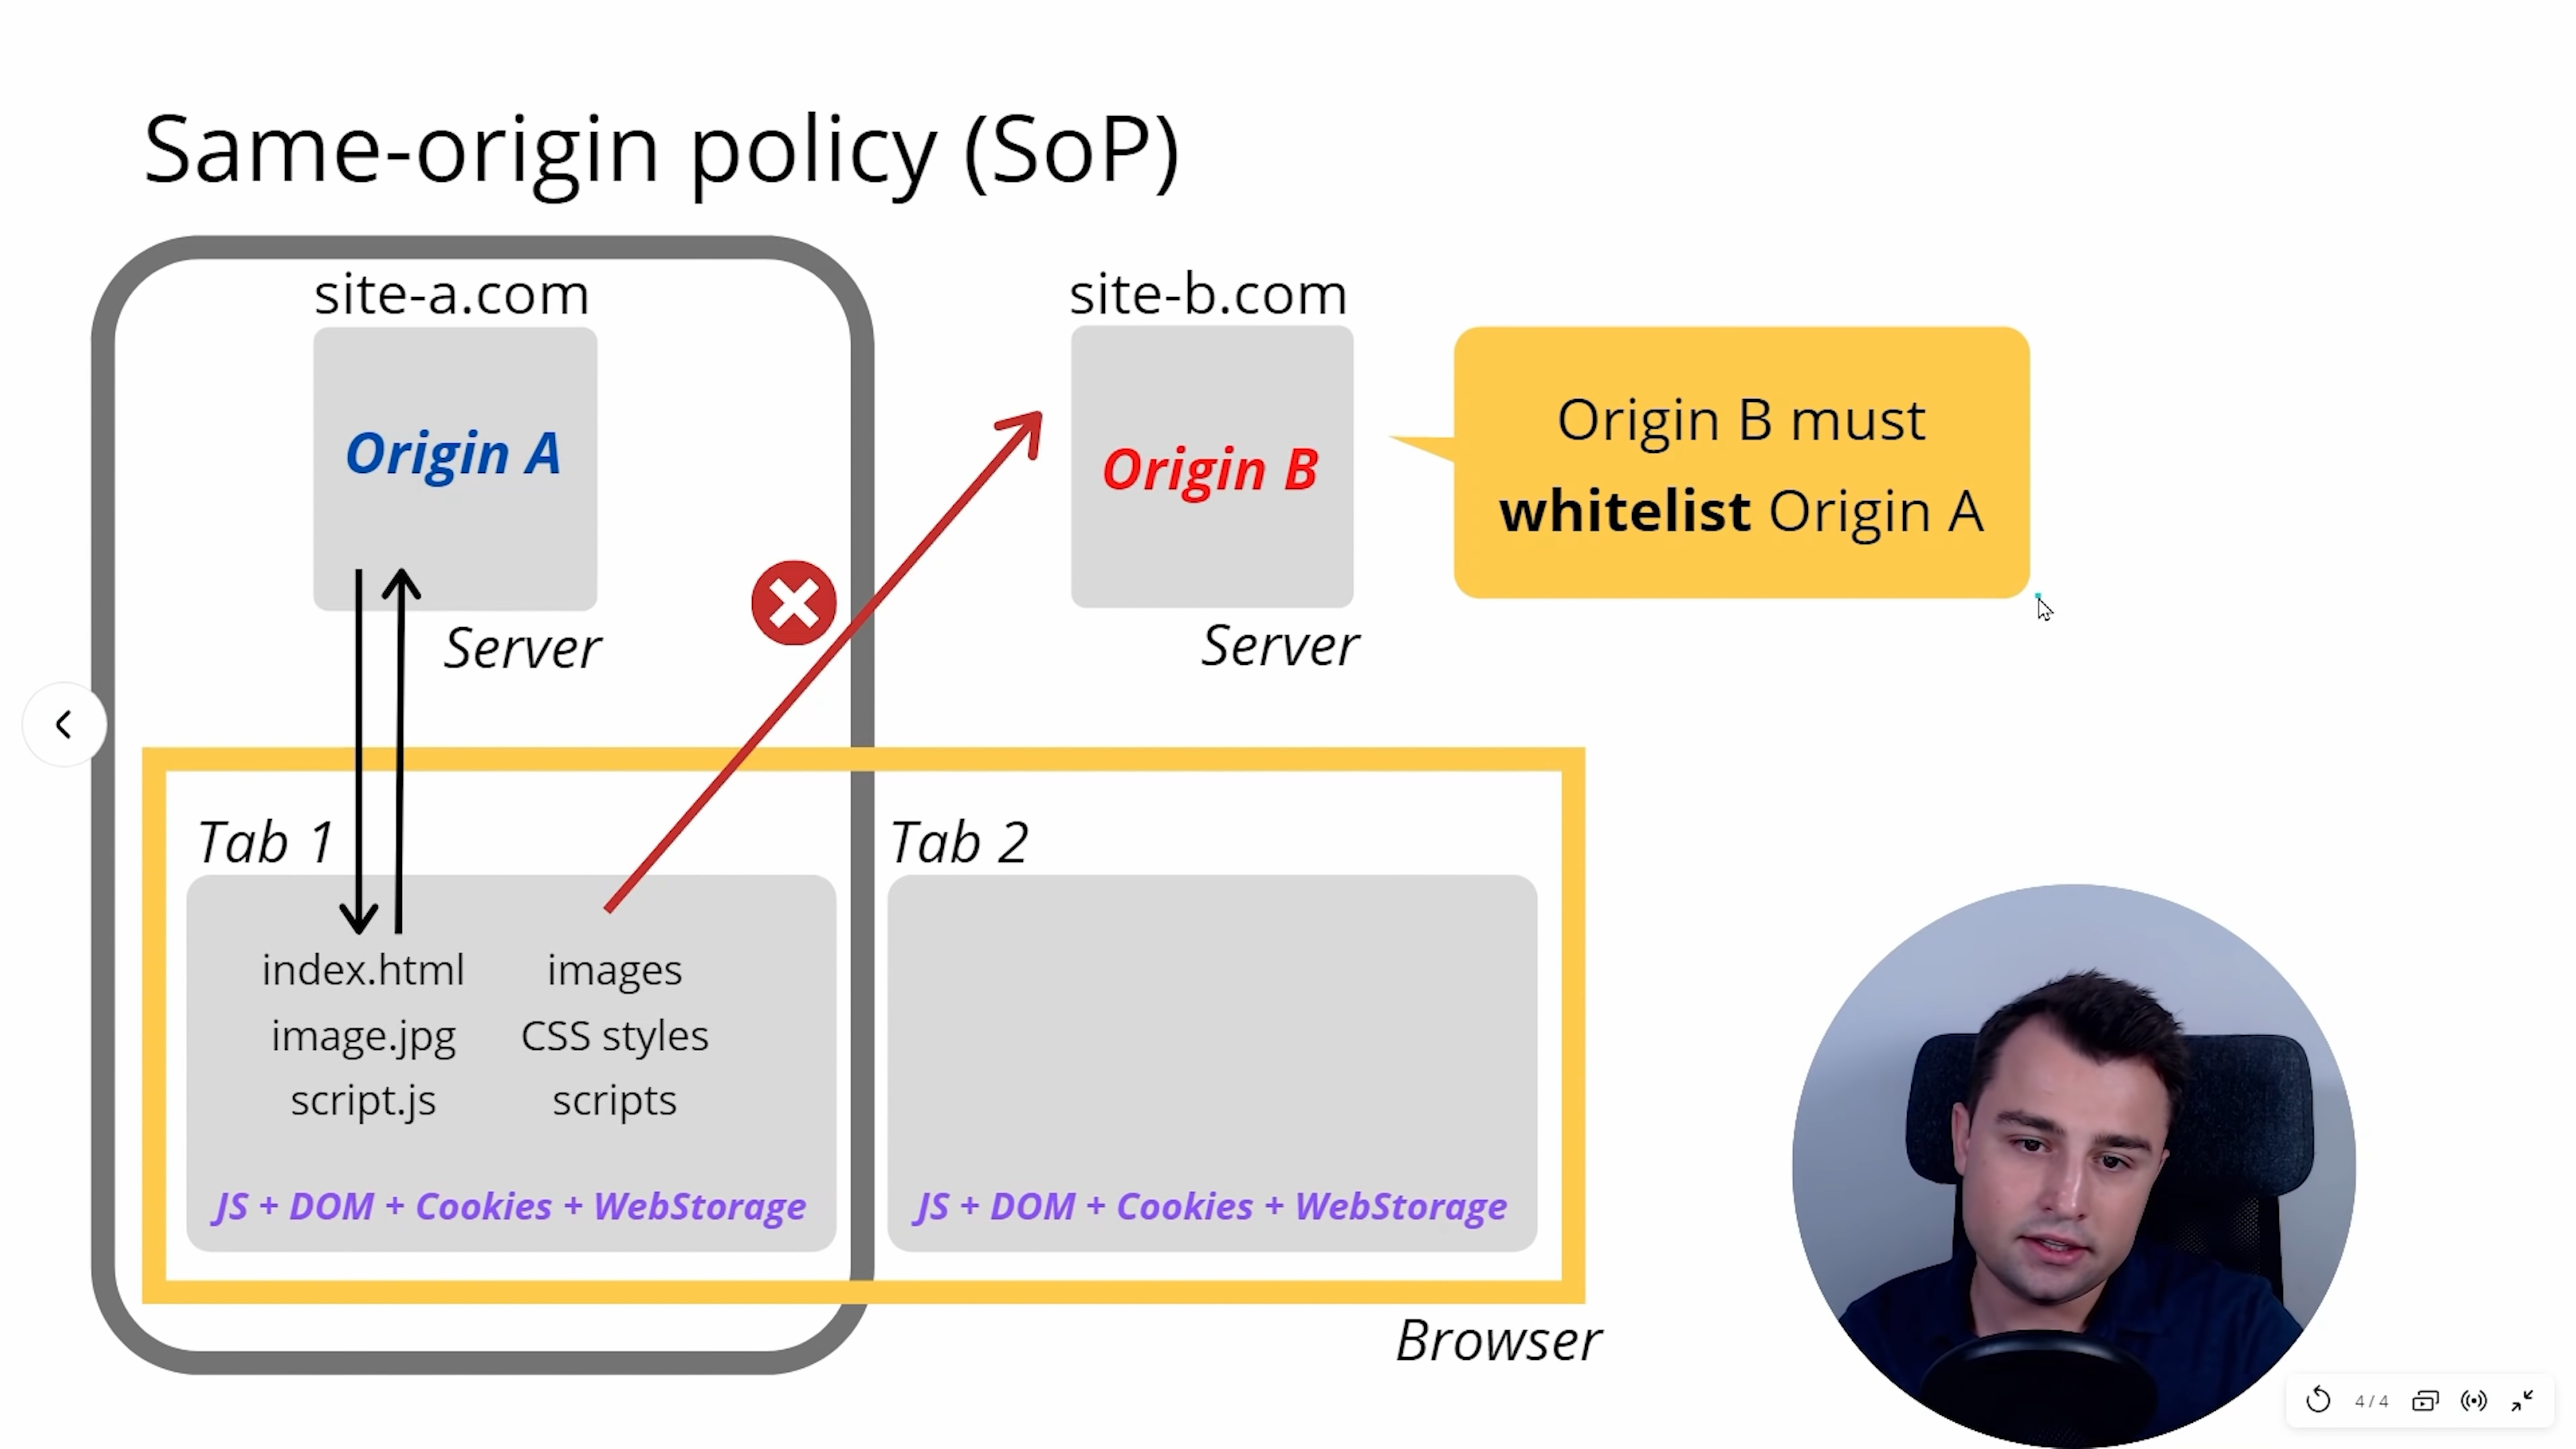 Same-origin policy (SoP)
site-a.com
Origin A
Server
site-b.com
Origin B
Server
Origin B must
whitelist Origin A
Tab 1
index.html
image.jpg
script.js
images
CSS styles
scripts
JS + DOM + Cookies + WebStorage
Tab 2
JS + DOM + Cookies + WebStorage
Browser
4 / 4